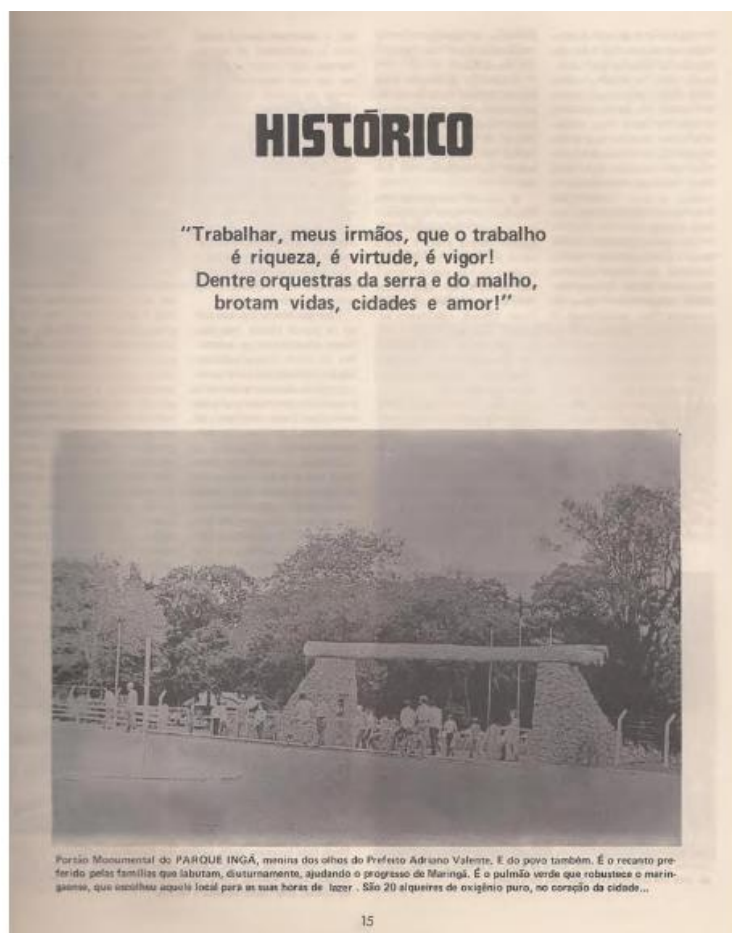 HISTÓRICO
"Trabalhar, meus irmãos, que o trabalho
é riqueza, é virtude, é vigor!
Dentre orquestras da serra e do malho,
brotam vidas, cidades e amor!"
Portão Monumental do PARQUE INGÁ, menina dos olhos do Prefeito Adriano Valente. E do povo também. É o recanto pre-
ferido pelas famílias que labutam, diuturnamente, ajudando o progresso de Maringá. É o pulmão verde que robustece o marin-
gaense, que escolheu aquele local para as suas horas de lazer . São 20 alqueires de oxigênio puro, no coração da cidade...
15